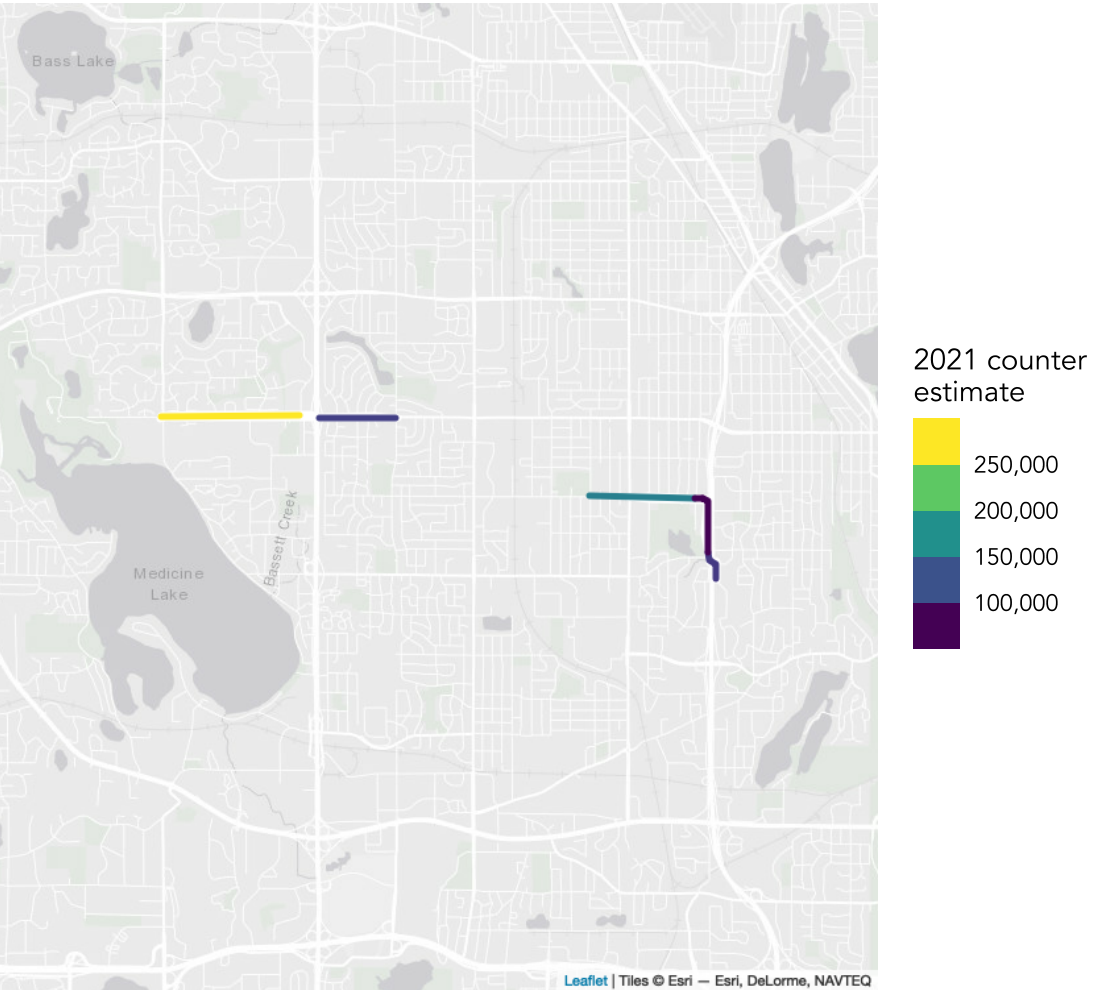 Bass Lake
2021 counter
estimate
250,000
200,000
Bassett Creek
150,000
Medicine
Lake
100,000
Leaflet | Tiles © Esri — Esri, DeLorme, NAVTEQ